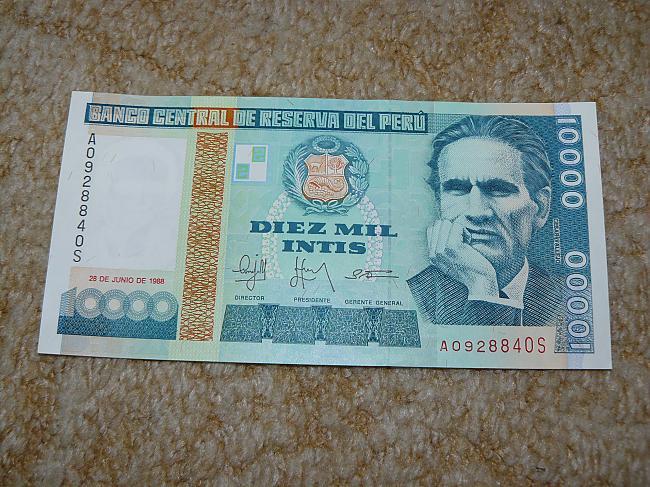 BANCO CENTRAL DE RESERVA DEL PERÚ
A0928840S
DIEZ MIL
INTIS
28 DE JUNIO DE 1988
DIRECTOR PRESIDENTE GERENTE GENERAL
10000
10000
10000
A0928840S